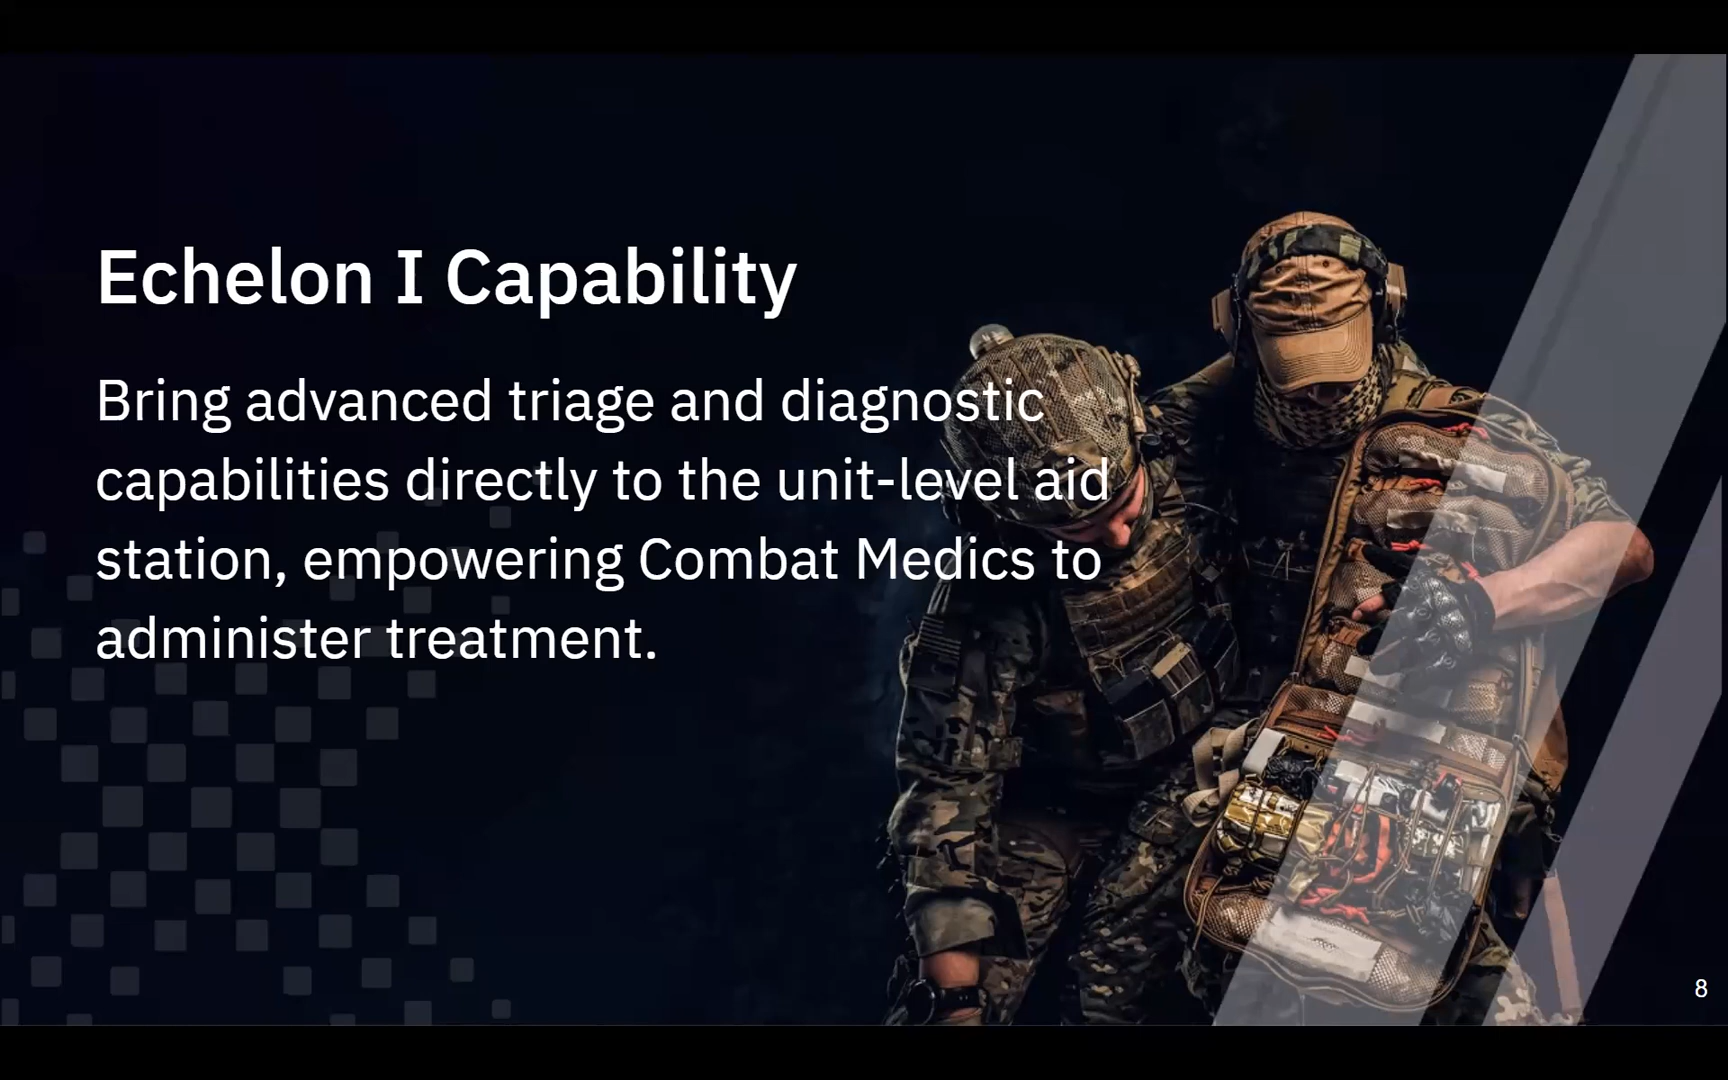 Echelon I Capability
Bring advanced triage and diagnostic
capabilities directly to the unit-level aid
station, empowering Combat Medics to
administer treatment.
8